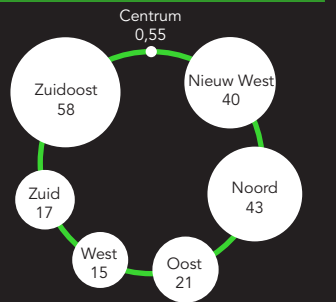 Centrum
0,55
Nieuw West
40
Noord
43
Oost
21
West
15
Zuid
17
Zuidoost
58